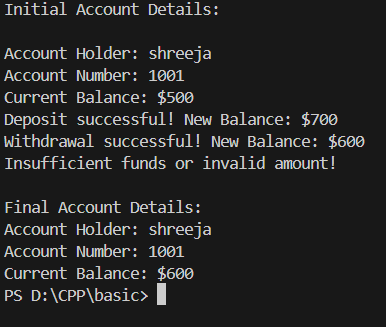 Initial Account Details:
Account Holder: shreeja
Account Number: 1001
Current Balance: $500
Deposit successful! New Balance: $700
Withdrawal successful! New Balance: $600
Insufficient funds or invalid amount!
Final Account Details:
Account Holder: shreeja
Account Number: 1001
Current Balance: $600
PS D:\CPP\basic>